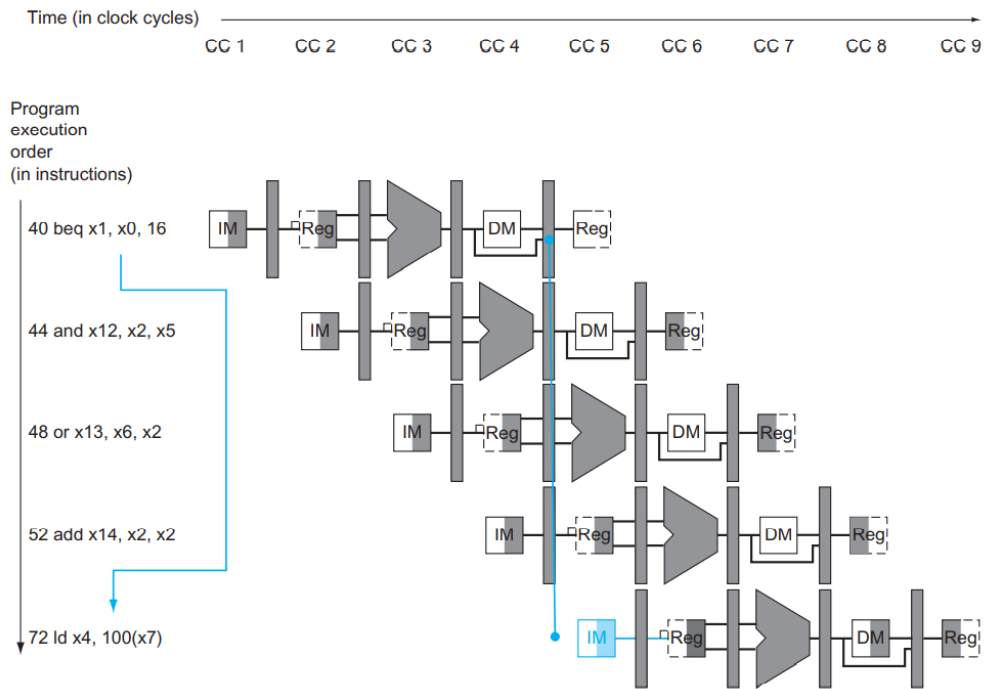 Time (in clock cycles)
CC 1 CC 2 CC 3 CC 4 CC 5 CC 6 CC 7 CC 8 CC 9
Program
execution
order
(in instructions)
40 beq x1, x0, 16 IM Reg DM Reg
44 and x12, x2, x5 IM Reg DM Reg
48 or x13, x6, x2 IM Reg DM Reg
52 add x14, x2, x2 IM Reg DM Reg
72 ld x4, 100(x7) IM Reg DM Reg